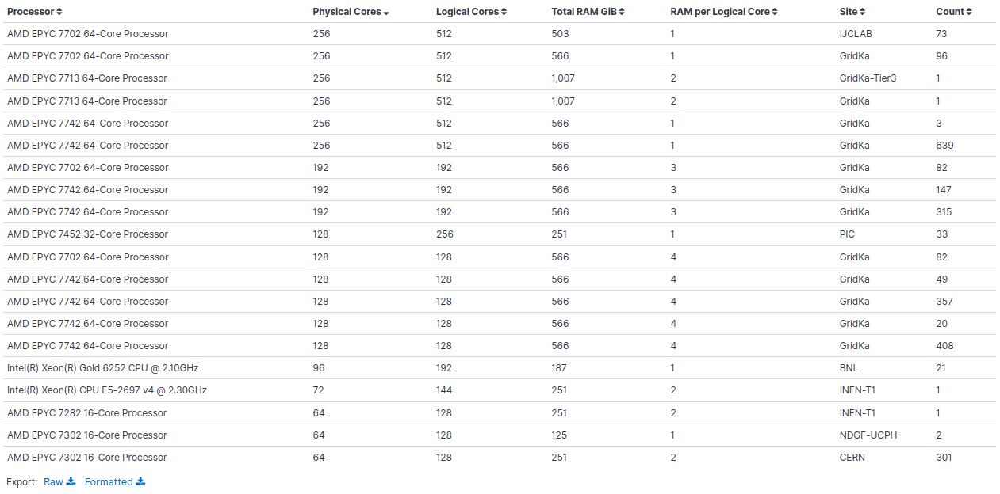 Processor Physical Cores Logical Cores Total RAM GiB RAM per Logical Core Site Count
AMD EPYC 7702 64-Core Processor 256 512 503 1 IJCLAB 73
AMD EPYC 7702 64-Core Processor 256 512 566 1 GridKa 96
AMD EPYC 7713 64-Core Processor 256 512 1,007 2 GridKa-Tier3 1
AMD EPYC 7713 64-Core Processor 256 512 1,007 2 GridKa 1
AMD EPYC 7742 64-Core Processor 256 512 566 1 GridKa 3
AMD EPYC 7742 64-Core Processor 256 512 566 1 GridKa 639
AMD EPYC 7702 64-Core Processor 192 192 566 3 GridKa 82
AMD EPYC 7742 64-Core Processor 192 192 566 3 GridKa 147
AMD EPYC 7742 64-Core Processor 192 192 566 3 GridKa 315
AMD EPYC 7452 32-Core Processor 128 256 251 1 PIC 33
AMD EPYC 7702 64-Core Processor 128 128 566 4 GridKa 82
AMD EPYC 7742 64-Core Processor 128 128 566 4 GridKa 49
AMD EPYC 7742 64-Core Processor 128 128 566 4 GridKa 357
AMD EPYC 7742 64-Core Processor 128 128 566 4 GridKa 20
AMD EPYC 7742 64-Core Processor 128 128 566 4 GridKa 408
Intel(R) Xeon(R) Gold 6252 CPU @ 2.10GHz 96 192 187 1 BNL 21
Intel(R) Xeon(R) CPU E5-2697 v4 @ 2.30GHz 72 144 251 2 INFN-T1 1
AMD EPYC 7282 16-Core Processor 64 128 251 2 INFN-T1 1
AMD EPYC 7302 16-Core Processor 64 128 125 1 NDGF-UCPH 2
AMD EPYC 7302 16-Core Processor 64 128 251 2 CERN 301
Export: Raw Formatted